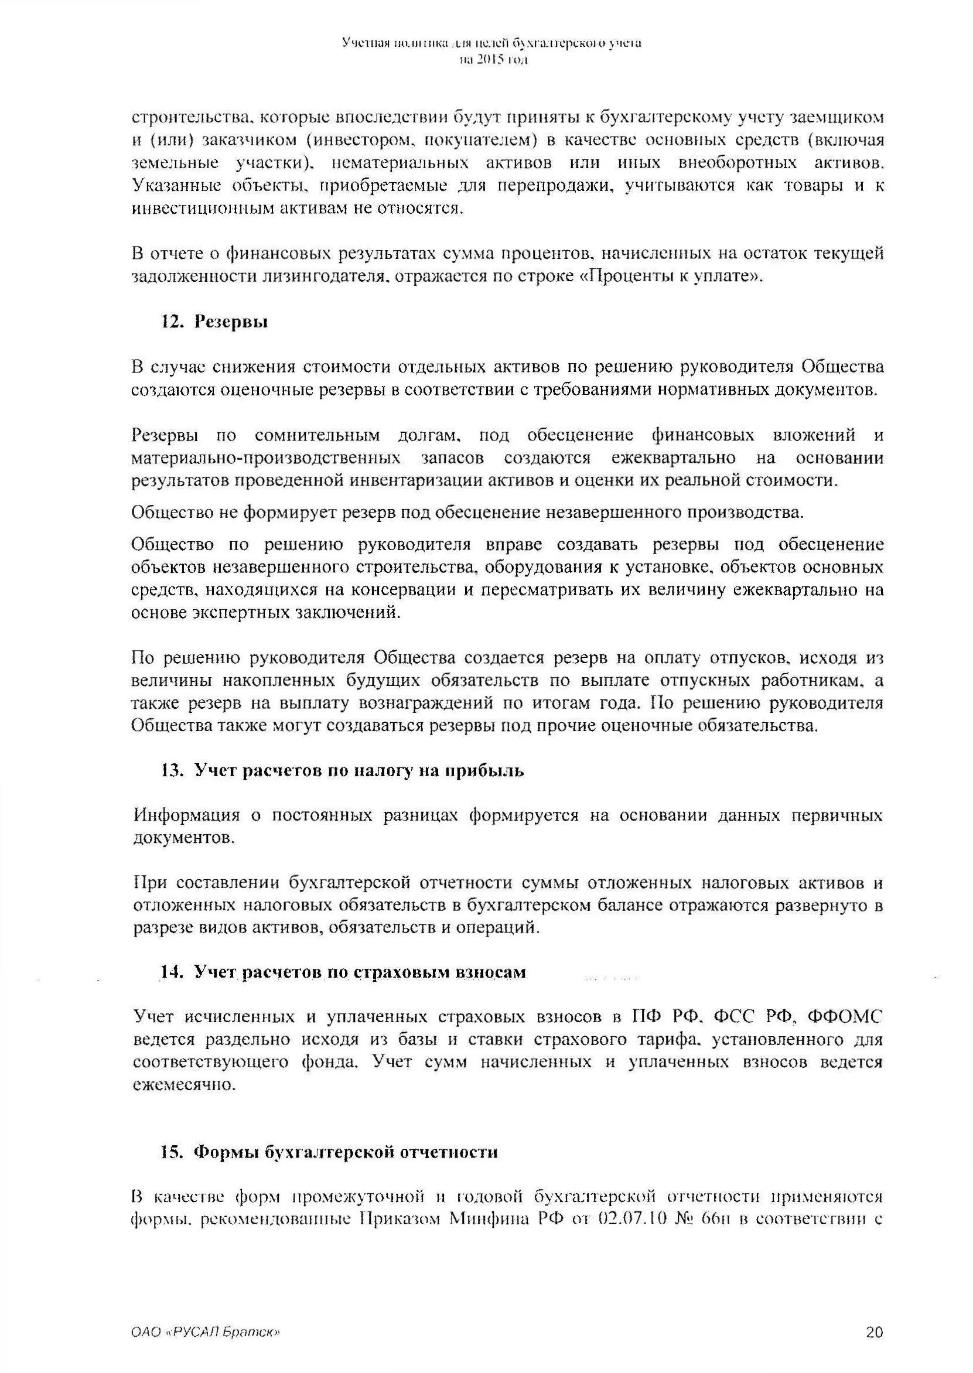 Учетная политика для целей бухгалтерского учета
на 2015 год
строительства, которые впоследствии будут приняты к бухгалтерскому учету заемщиком
и (или) заказчиком (инвестором, покупателем) в качестве основных средств (включая
земельные участки), нематериальных активов или иных внеоборотных активов.
Указанные объекты, приобретаемые для перепродажи, учитываются как товары и к
инвестиционным активам не относятся.
В отчете о финансовых результатах сумма процентов, начисленных на остаток текущей
задолженности лизингодателя, отражается по строке «Проценты к уплате».
12. Резервы
В случае снижения стоимости отдельных активов по решению руководителя Общества
создаются оценочные резервы в соответствии с требованиями нормативных документов.
Резервы по сомнительным долгам, под обесценение финансовых вложений и
материально-производственных запасов создаются ежеквартально на основании
результатов проведенной инвентаризации активов и оценки их реальной стоимости.
Общество не формирует резерв под обесценение незавершенного производства.
Общество по решению руководителя вправе создавать резервы под обесценение
объектов незавершенного строительства, оборудования к установке, объектов основных
средств, находящихся на консервации и пересматривать их величину ежеквартально на
основе экспертных заключений.
По решению руководителя Общества создается резерв на оплату отпусков, исходя из
величины накопленных будущих обязательств по выплате отпускных работникам, а
также резерв на выплату вознаграждений по итогам года. По решению руководителя
Общества также могут создаваться резервы под прочие оценочные обязательства.
13. Учет расчетов по налогу на прибыль
Информация о постоянных разницах формируется на основании данных первичных
документов.
При составлении бухгалтерской отчетности суммы отложенных налоговых активов и
отложенных налоговых обязательств в бухгалтерском балансе отражаются развернуто в
разрезе видов активов, обязательств и операций.
14. Учет расчетов по страховым взносам
Учет исчисленных и уплаченных страховых взносов в ПФ РФ, ФСС РФ, ФФОМС
ведется раздельно исходя из базы и ставки страхового тарифа, установленного для
соответствующего фонда. Учет сумм начисленных и уплаченных взносов ведется
ежемесячно.
15. Формы бухгалтерской отчетности
В качестве форм промежуточной и годовой бухгалтерской отчетности применяются
формы, рекомендованные Приказом Минфина РФ от 02.07.10 № 66н в соответствии с
ОАО «РУСАЛ Братск»
20